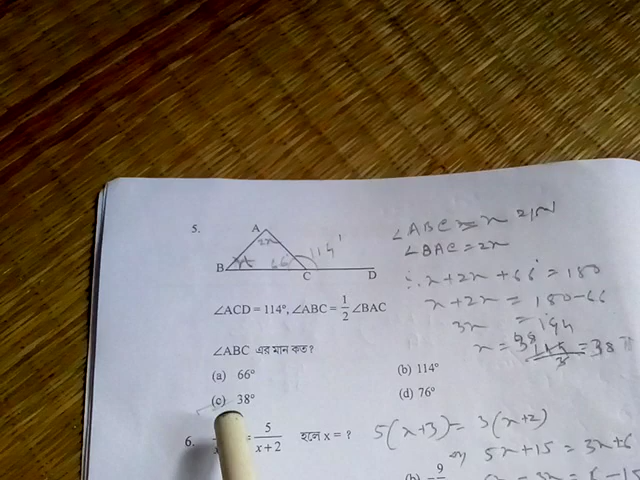 5.
A
2x
B x 66° C D
114°
∠ACD = 114°, ∠ABC = 1/2 ∠BAC
∠ABC এর মান কত?
(a) 66°
(b) 114°
(c) 38°
(d) 76°
∠ABC = x
∠BAC = 2x
∴ x + 2x + 66° = 180
x + 2x = 180 - 66
3x = 114
x = 38 = 38
6. = 5/(x+2) হলে x = ?
5(x+3) = 3(x+2)
5x + 15 = 3x + 6
(b) - 9